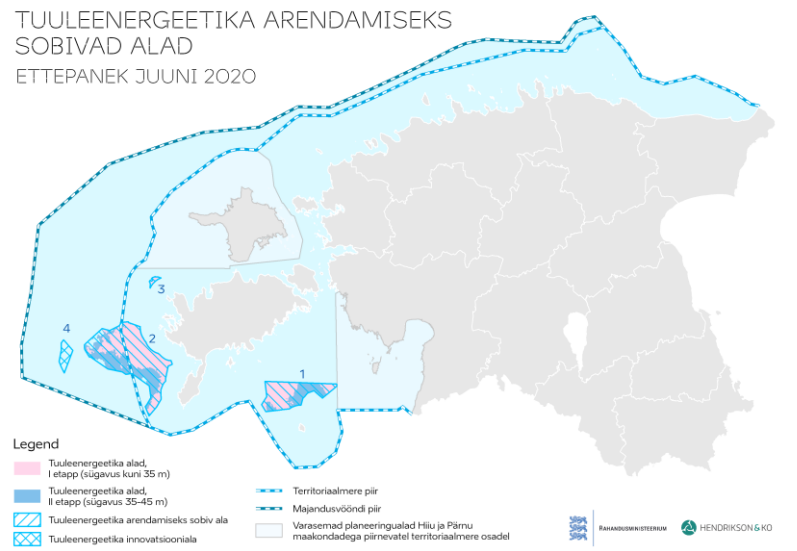 TUULEENERGEETIKA ARENDAMISEKS
SOBIVAD ALAD
ETTEPANEK JUUNI 2020
3
4
2
1
Legend
Tuuleenergeetika alad,
I etapp (sügavus kuni 35 m)
Tuuleenergeetika alad,
II etapp (sügavus 35-45 m)
Tuuleenergeetika arendamiseks sobiv ala
Tuuleenergeetika innovatsiooniala
Territoriaalmere piir
Majandusvööndi piir
Varasemad planeeringualad Hiiu ja Pärnu
maakondadega piirnevatel territoriaalmere osadel
RAHANDUSMINISTEERIUM
HENDRIKSON&KO